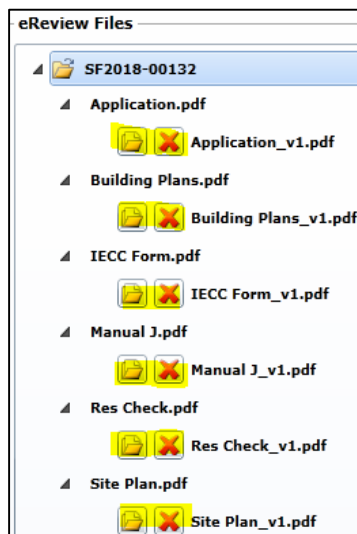 eReview Files
SF2018-00132
Application.pdf
Application_v1.pdf
Building Plans.pdf
Building Plans_v1.pdf
IECC Form.pdf
IECC Form_v1.pdf
Manual J.pdf
Manual J_v1.pdf
Res Check.pdf
Res Check_v1.pdf
Site Plan.pdf
Site Plan_v1.pdf